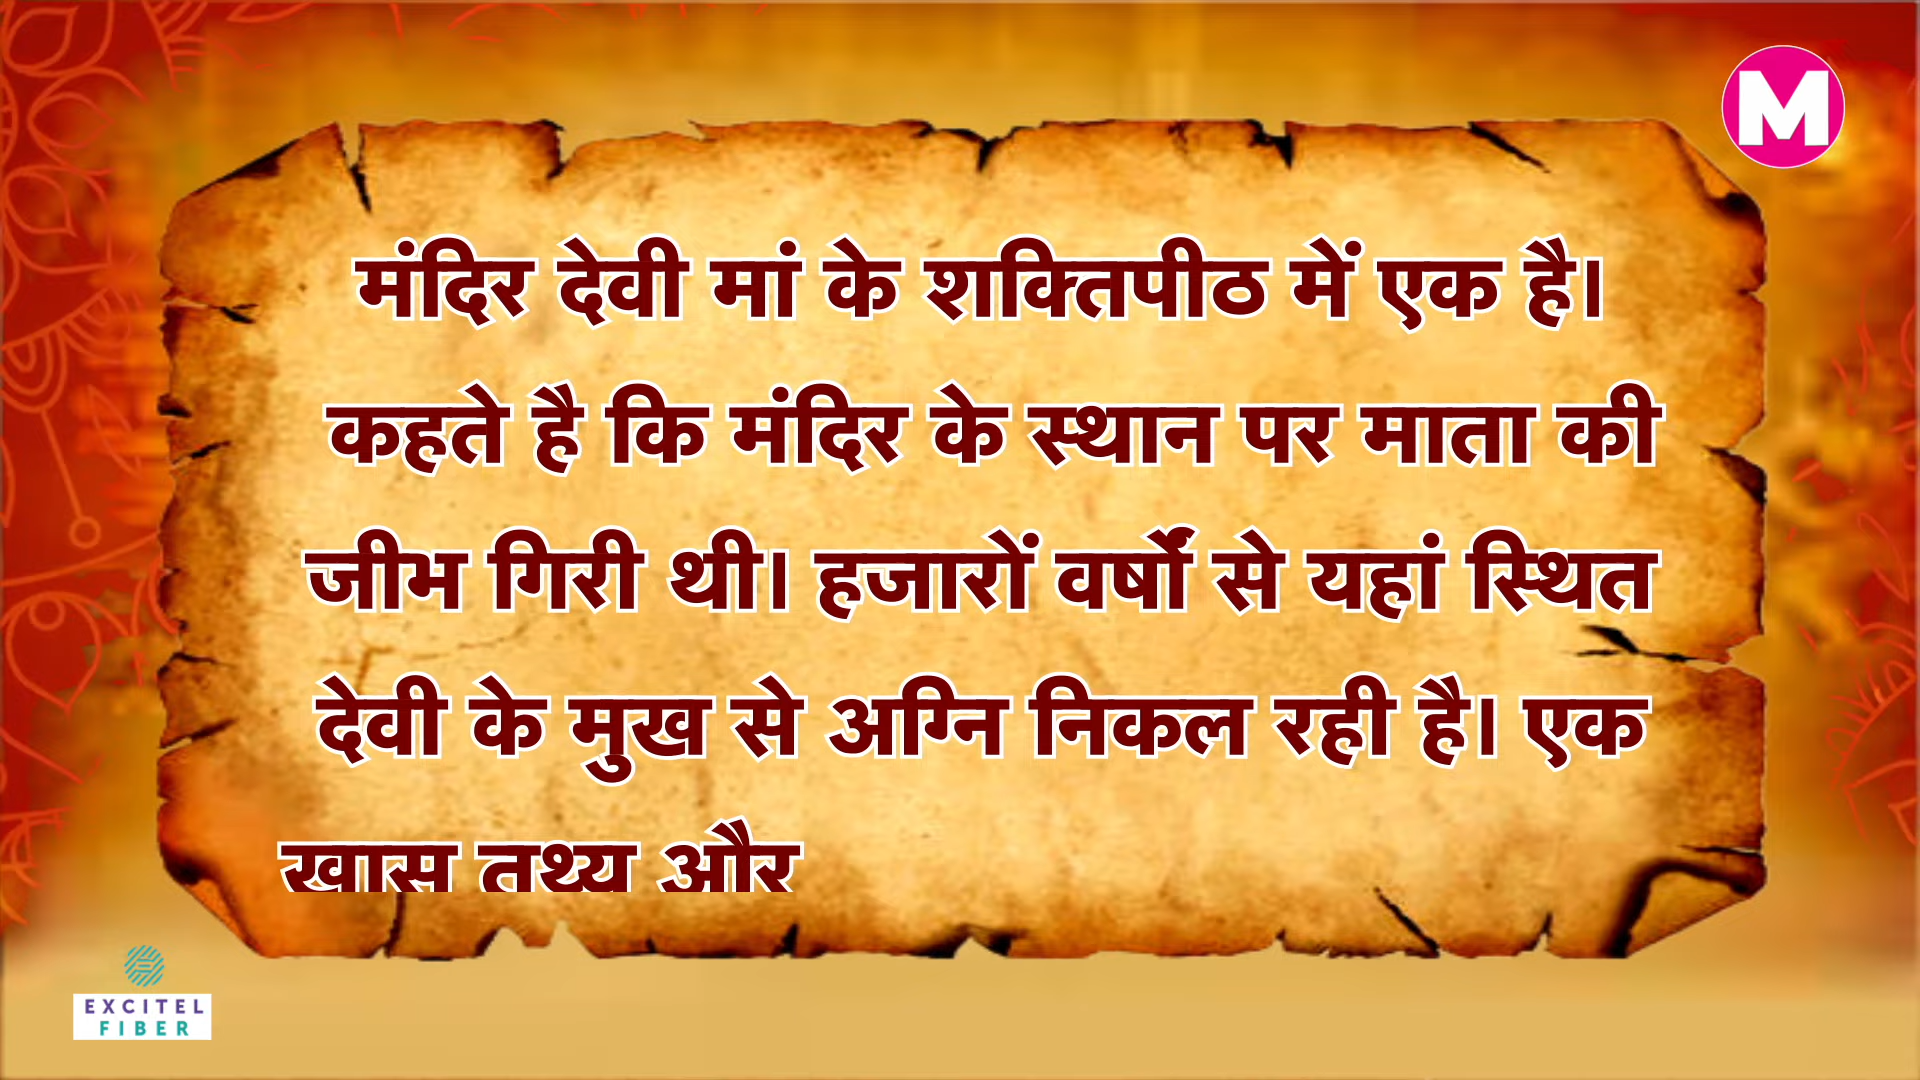 M
मंदिर देवी मां के शक्तिपीठ में एक है।
कहते है कि मंदिर के स्थान पर माता की
जीभ गिरी थी। हजारों वर्षों से यहां स्थित
देवी के मुख से अग्नि निकल रही है। एक
खास तथ्य और
EXCITEL
FIBER